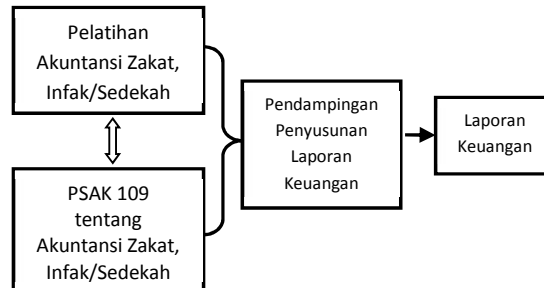 Pelatihan
Akuntansi Zakat,
Infak/Sedekah
PSAK 109
tentang
Akuntansi Zakat,
Infak/Sedekah
Pendampingan
Penyusunan
Laporan
Keuangan
Laporan
Keuangan